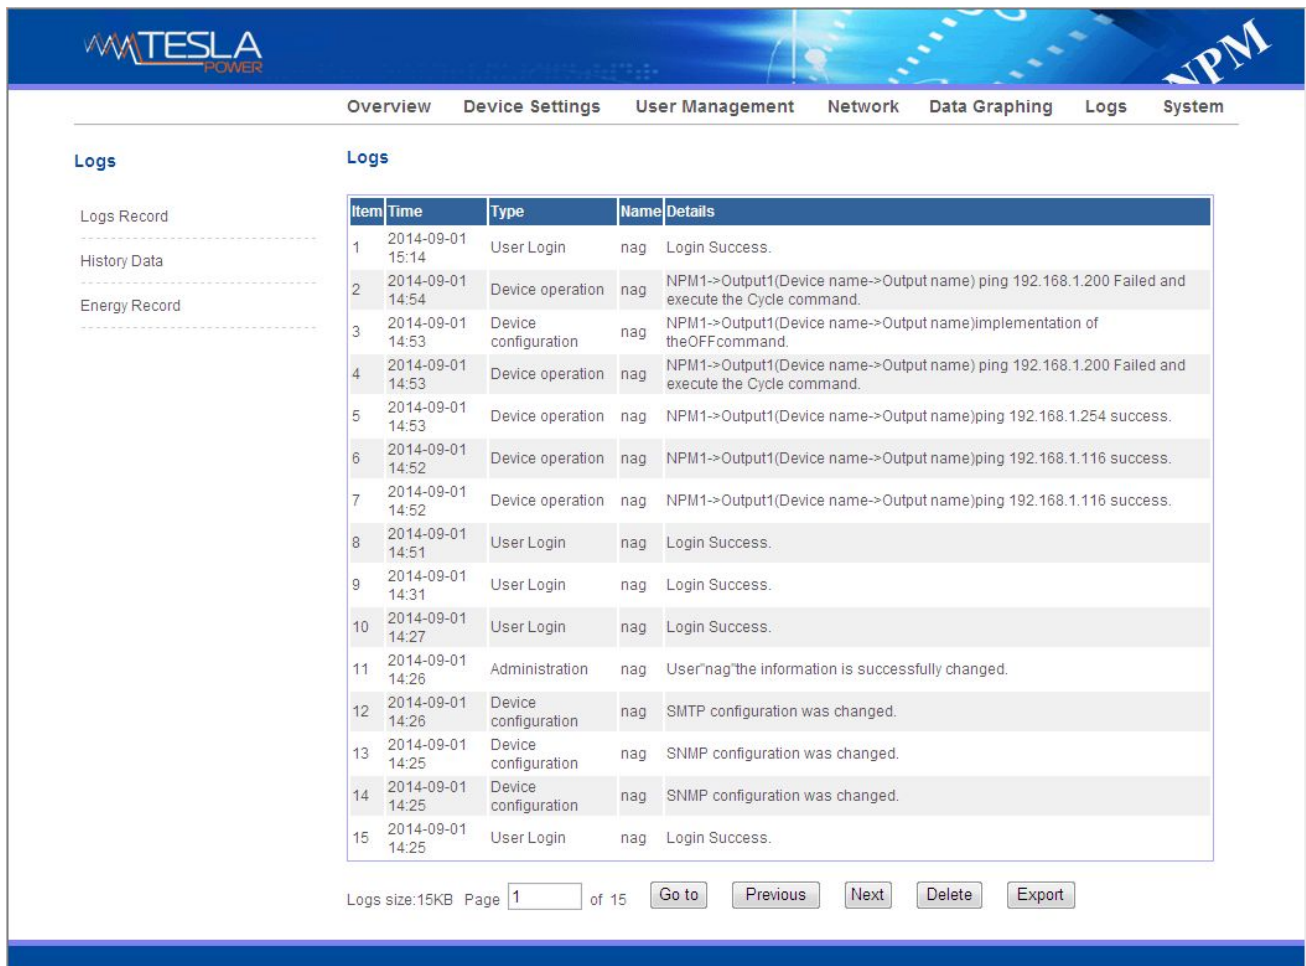 TESLA
POWER
NPM
Overview Device Settings User Management Network Data Graphing Logs System
Logs
Logs Record
History Data
Energy Record
Logs
Item Time Type Name Details
1 2014-09-01 15:14 User Login nag Login Success.
2 2014-09-01 14:54 Device operation nag NPM1->Output1(Device name->Output name) ping 192.168.1.200 Failed and
execute the Cycle command.
3 2014-09-01 14:53 Device configuration nag NPM1->Output1(Device name->Output name)implementation of
theOFFcommand.
4 2014-09-01 14:53 Device operation nag NPM1->Output1(Device name->Output name) ping 192.168.1.200 Failed and
execute the Cycle command.
5 2014-09-01 14:53 Device operation nag NPM1->Output1(Device name->Output name)ping 192.168.1.254 success.
6 2014-09-01 14:52 Device operation nag NPM1->Output1(Device name->Output name)ping 192.168.1.116 success.
7 2014-09-01 14:52 Device operation nag NPM1->Output1(Device name->Output name)ping 192.168.1.116 success.
8 2014-09-01 14:51 User Login nag Login Success.
9 2014-09-01 14:31 User Login nag Login Success.
10 2014-09-01 14:27 User Login nag Login Success.
11 2014-09-01 14:26 Administration nag User"nag"the information is successfully changed.
12 2014-09-01 14:26 Device configuration nag SMTP configuration was changed.
13 2014-09-01 14:25 Device configuration nag SNMP configuration was changed.
14 2014-09-01 14:25 Device configuration nag SNMP configuration was changed.
15 2014-09-01 14:25 User Login nag Login Success.
Logs size:15KB Page 1 of 15 Go to Previous Next Delete Export